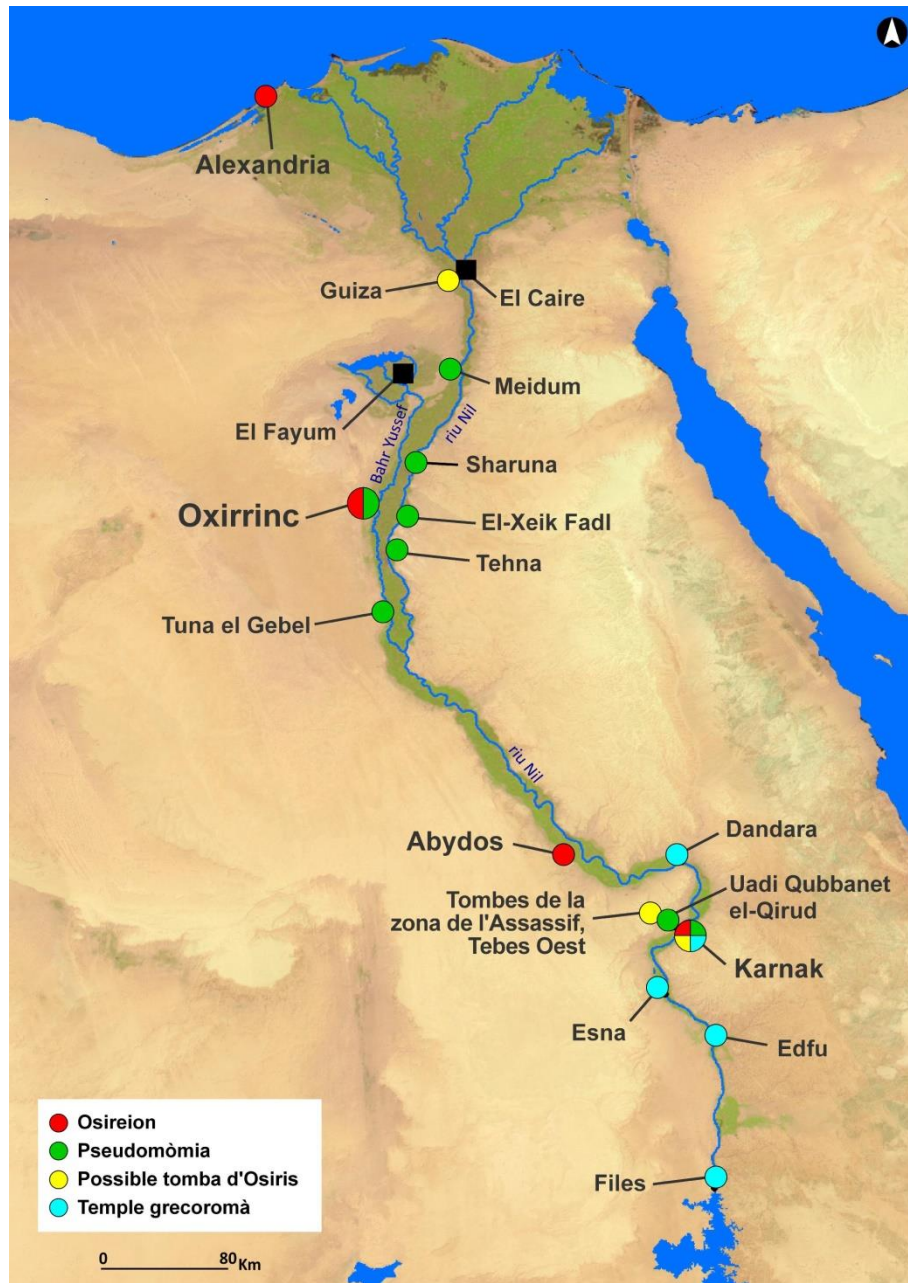 Alexandria
Guiza
El Caire
Meidum
El Fayum
Bahr Yussef
riu Nil
Sharuna
Oxirrinc
El-Xeik Fadl
Tehna
Tuna el Gebel
riu Nil
Abydos
Dandara
Tombes de la
zona de l'Assassif,
Tebes Oest
Uadi Qubbanet
el-Qirud
Karnak
Esna
Edfu
Files
Osireion
Pseudomòmia
Possible tomba d'Osiris
Temple grecoromà
0 80 Km